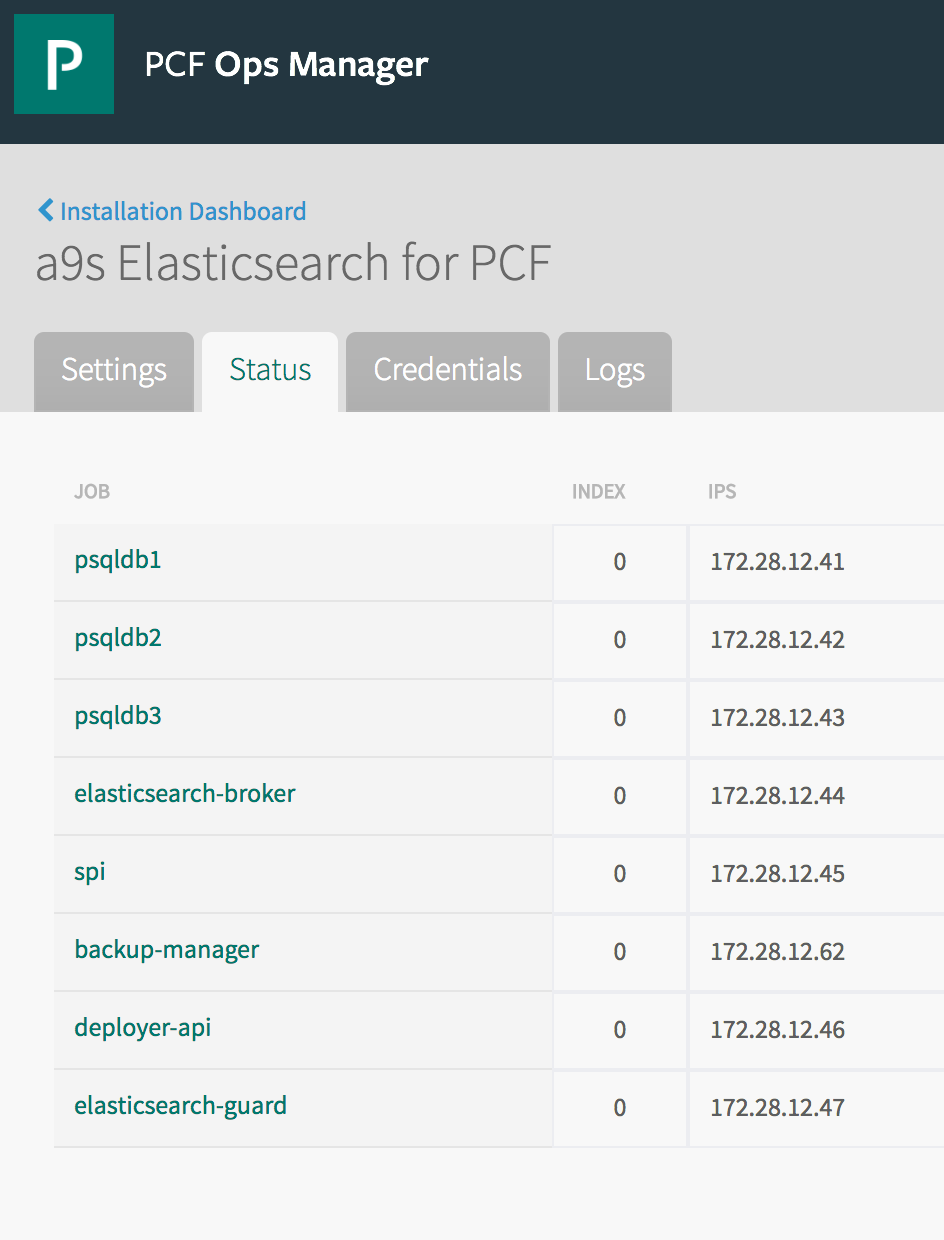 P
PCF Ops Manager
Installation Dashboard
a9s Elasticsearch for PCF
Settings Status Credentials Logs
JOB INDEX IPS
psqldb1 0 172.28.12.41
psqldb2 0 172.28.12.42
psqldb3 0 172.28.12.43
elasticsearch-broker 0 172.28.12.44
spi 0 172.28.12.45
backup-manager 0 172.28.12.62
deployer-api 0 172.28.12.46
elasticsearch-guard 0 172.28.12.47